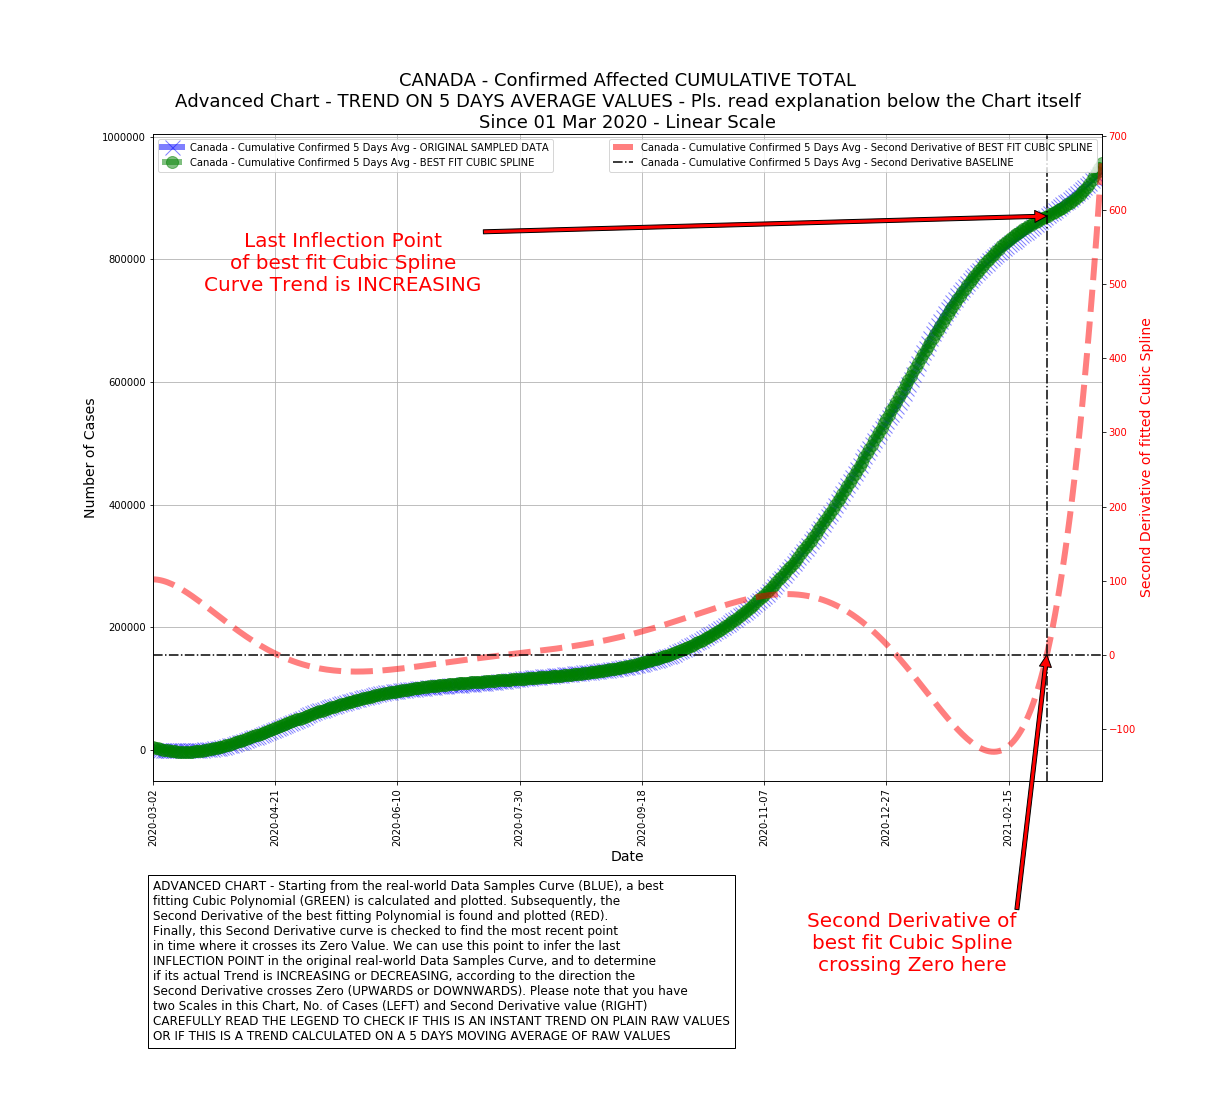 CANADA - Confirmed Affected CUMULATIVE TOTAL
Advanced Chart - TREND ON 5 DAYS AVERAGE VALUES - Pls. read explanation below the Chart itself
Since 01 Mar 2020 - Linear Scale
Canada - Cumulative Confirmed 5 Days Avg - ORIGINAL SAMPLED DATA
Canada - Cumulative Confirmed 5 Days Avg - BEST FIT CUBIC SPLINE
Canada - Cumulative Confirmed 5 Days Avg - Second Derivative of BEST FIT CUBIC SPLINE
Canada - Cumulative Confirmed 5 Days Avg - Second Derivative BASELINE
1000000
800000
600000
400000
200000
0
Number of Cases
Last Inflection Point
of best fit Cubic Spline
Curve Trend is INCREASING
700
600
500
400
300
200
100
0
−100
Second Derivative of fitted Cubic Spline
2020-03-02
2020-04-21
2020-06-10
2020-07-30
2020-09-18
2020-11-07
2020-12-27
2021-02-15
Date
ADVANCED CHART - Starting from the real-world Data Samples Curve (BLUE), a best
fitting Cubic Polynomial (GREEN) is calculated and plotted. Subsequently, the
Second Derivative of the best fitting Polynomial is found and plotted (RED).
Finally, this Second Derivative curve is checked to find the most recent point
in time where it crosses its Zero Value. We can use this point to infer the last
INFLECTION POINT in the original real-world Data Samples Curve, and to determine
if its actual Trend is INCREASING or DECREASING, according to the direction the
Second Derivative crosses Zero (UPWARDS or DOWNWARDS). Please note that you have
two Scales in this Chart, No. of Cases (LEFT) and Second Derivative value (RIGHT)
CAREFULLY READ THE LEGEND TO CHECK IF THIS IS AN INSTANT TREND ON PLAIN RAW VALUES
OR IF THIS IS A TREND CALCULATED ON A 5 DAYS MOVING AVERAGE OF RAW VALUES
Second Derivative of
best fit Cubic Spline
crossing Zero here